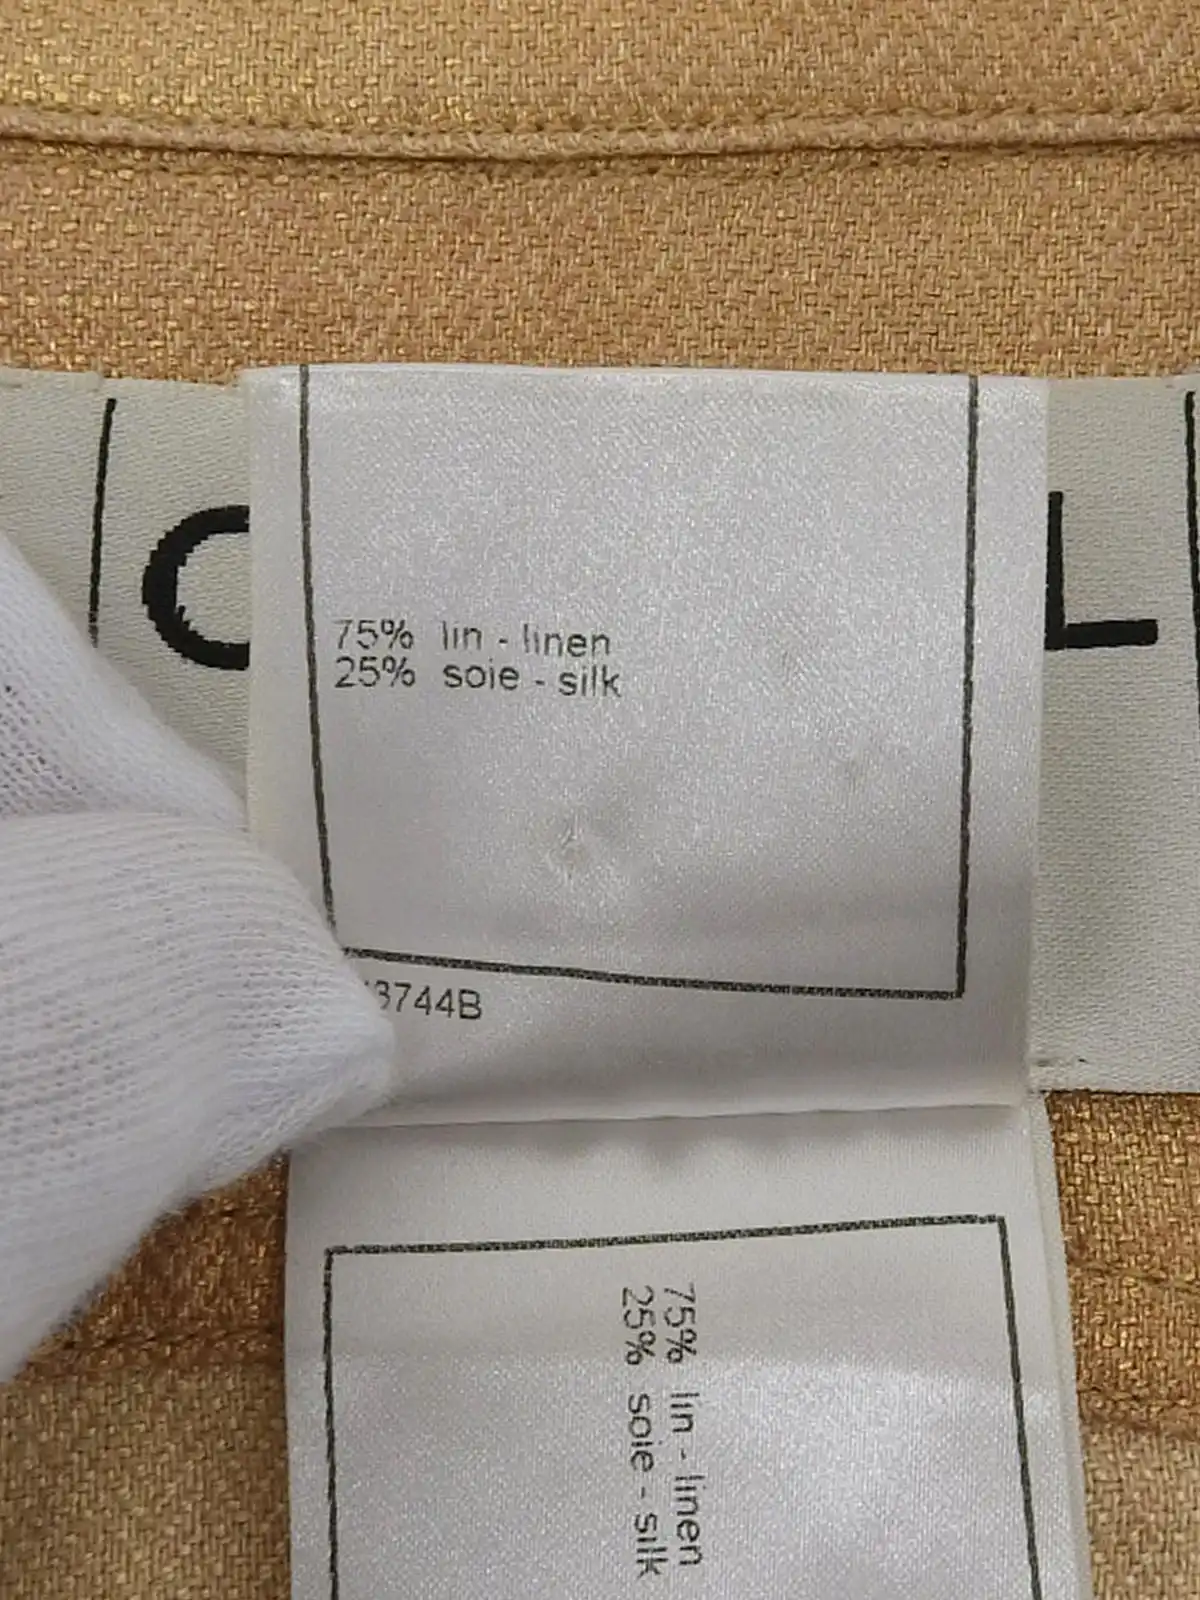 C
L
75% lin - linen
25% soie - silk
3744B
75% lin - linen
25% soie - silk